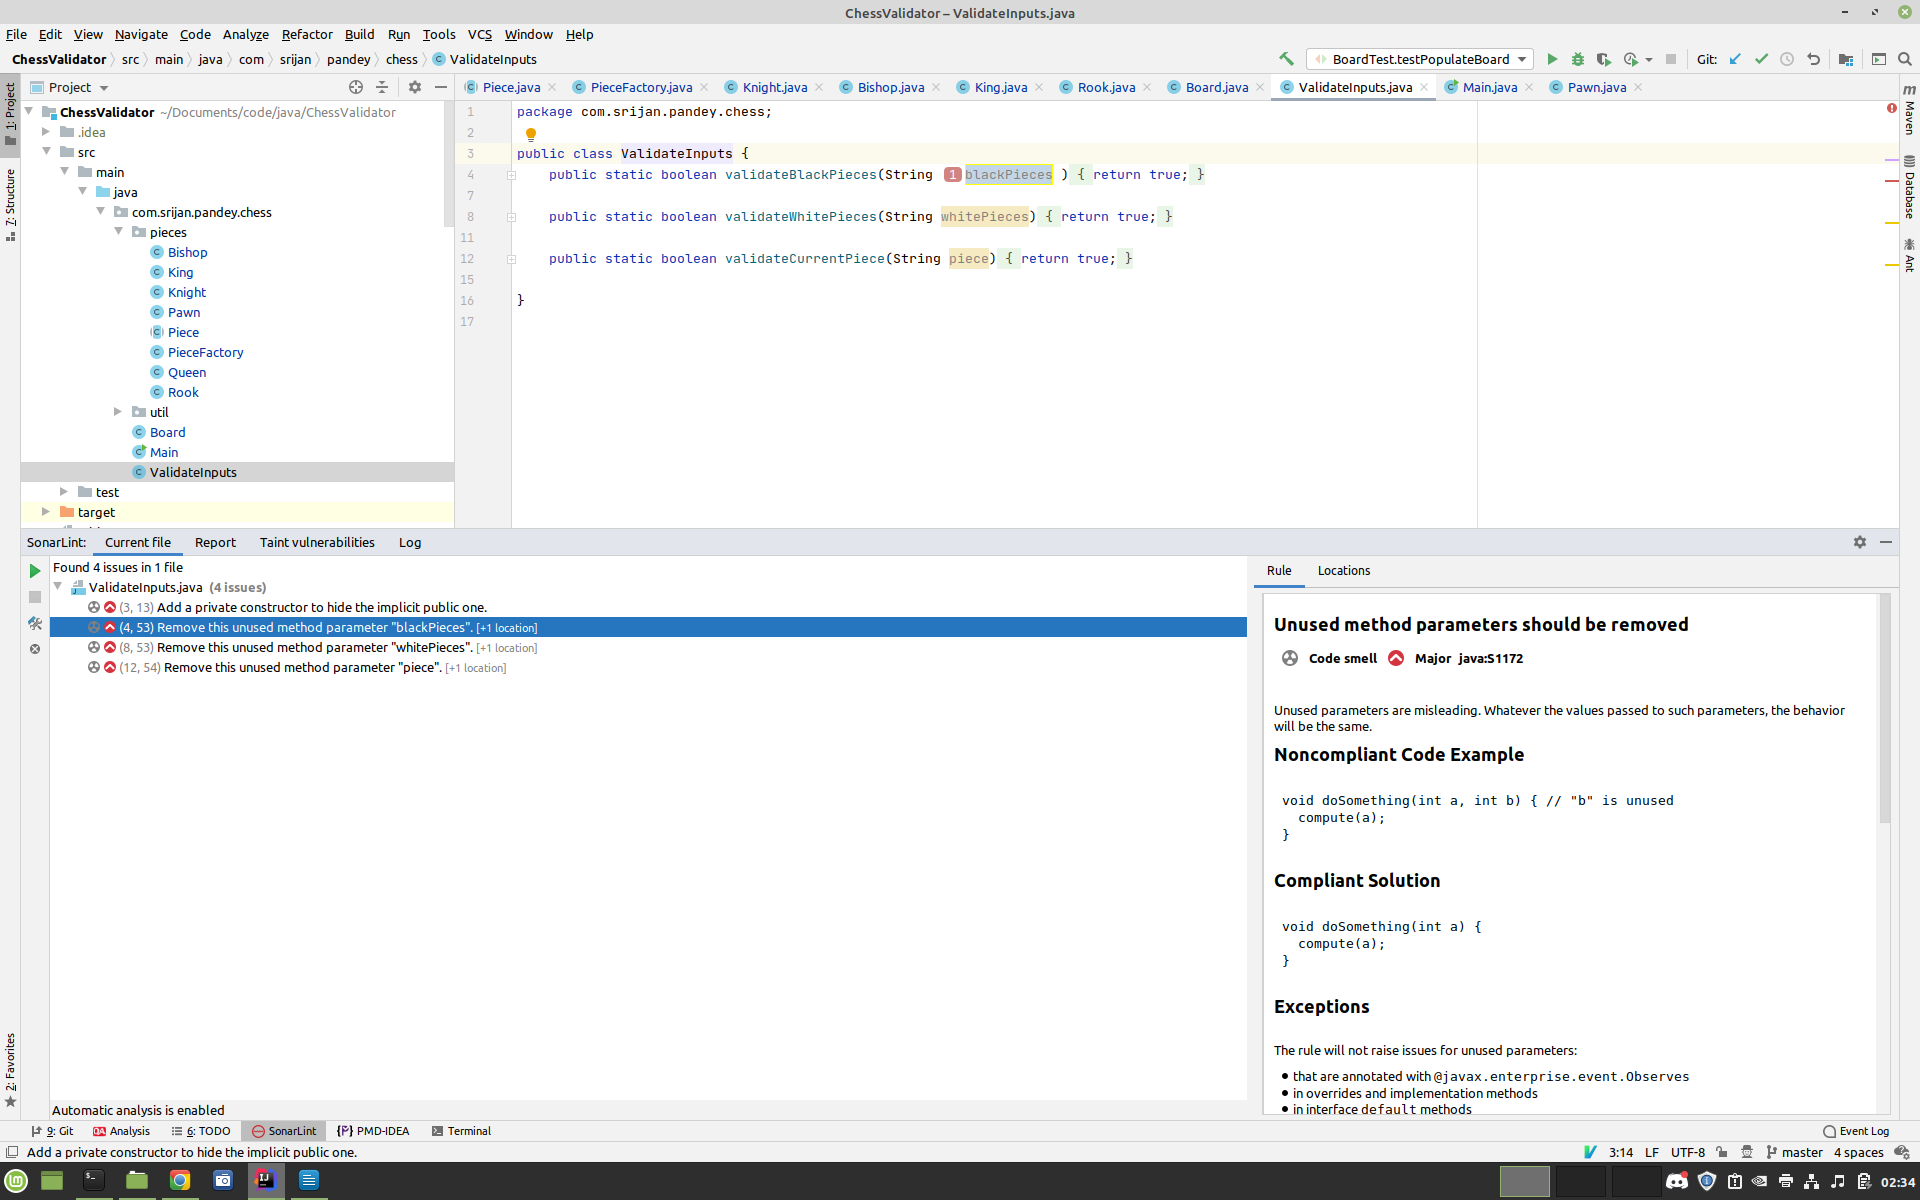 ChessValidator – ValidateInputs.java
File Edit View Navigate Code Analyze Refactor Build Run Tools VCS Window Help
ChessValidator src main java com srijan pandey chess ValidateInputs
BoardTest.testPopulateBoard Git:
Project
Piece.java PieceFactory.java Knight.java Bishop.java King.java Rook.java Board.java ValidateInputs.java Main.java Pawn.java
1: Project
7: Structure
2: Favorites
ChessValidator ~/Documents/code/java/ChessValidator
.idea
src
main
java
com.srijan.pandey.chess
pieces
Bishop
King
Knight
Pawn
Piece
PieceFactory
Queen
Rook
util
Board
Main
ValidateInputs
test
target
1 package com.srijan.pandey.chess;
2
3 public class ValidateInputs {
4 public static boolean validateBlackPieces(String 1 blackPieces ) { return true; }
7
8 public static boolean validateWhitePieces(String whitePieces) { return true; }
11
12 public static boolean validateCurrentPiece(String piece) { return true; }
15
16 }
17
Maven
Database
Ant
SonarLint: Current file Report Taint vulnerabilities Log
Found 4 issues in 1 file
ValidateInputs.java (4 issues)
(3, 13) Add a private constructor to hide the implicit public one.
(4, 53) Remove this unused method parameter "blackPieces". [+1 location]
(8, 53) Remove this unused method parameter "whitePieces". [+1 location]
(12, 54) Remove this unused method parameter "piece". [+1 location]
Automatic analysis is enabled
Rule Locations
Unused method parameters should be removed
Code smell Major java:S1172
Unused parameters are misleading. Whatever the values passed to such parameters, the behavior
will be the same.
Noncompliant Code Example
void doSomething(int a, int b) { // "b" is unused
compute(a);
}
Compliant Solution
void doSomething(int a) {
compute(a);
}
Exceptions
The rule will not raise issues for unused parameters:
• that are annotated with @javax.enterprise.event.Observes
• in overrides and implementation methods
• in interface default methods
9: Git Analysis 6: TODO SonarLint PMD-IDEA Terminal Event Log
Add a private constructor to hide the implicit public one. 3:14 LF UTF-8 master 4 spaces
02:34